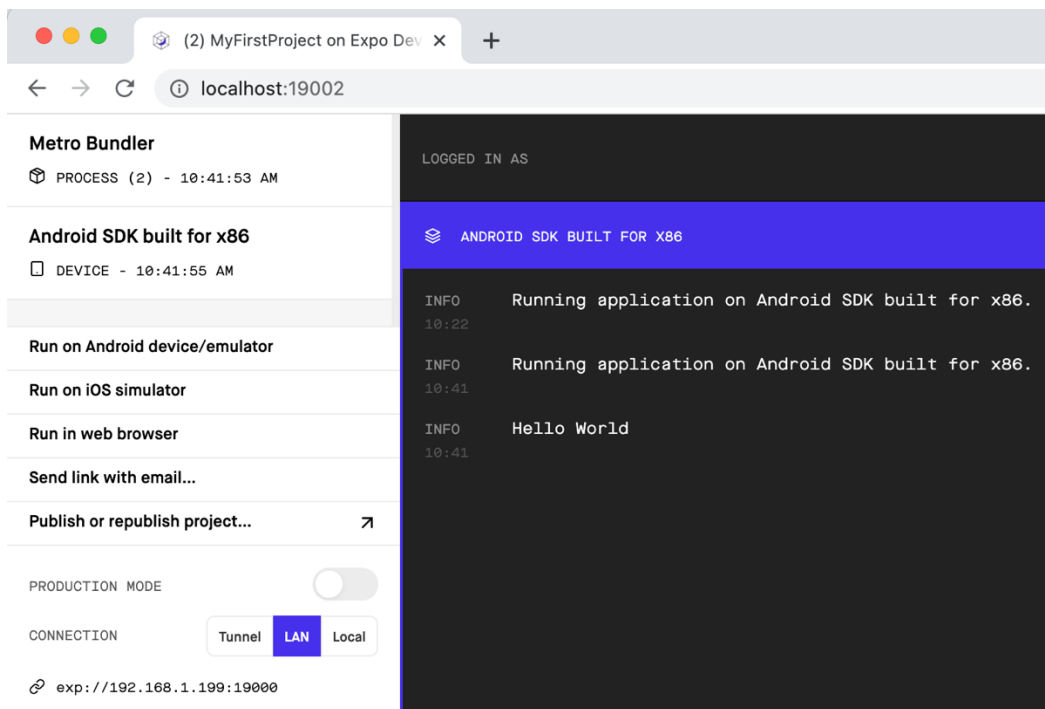 (2) MyFirstProject on Expo Dev
localhost:19002
Metro Bundler
PROCESS (2) - 10:41:53 AM
Android SDK built for x86
DEVICE - 10:41:55 AM
Run on Android device/emulator
Run on iOS simulator
Run in web browser
Send link with email...
Publish or republish project...
PRODUCTION MODE
CONNECTION Tunnel LAN Local
exp://192.168.1.199:19000
LOGGED IN AS
ANDROID SDK BUILT FOR X86
INFO Running application on Android SDK built for x86.
10:22
INFO Running application on Android SDK built for x86.
10:41
INFO Hello World
10:41